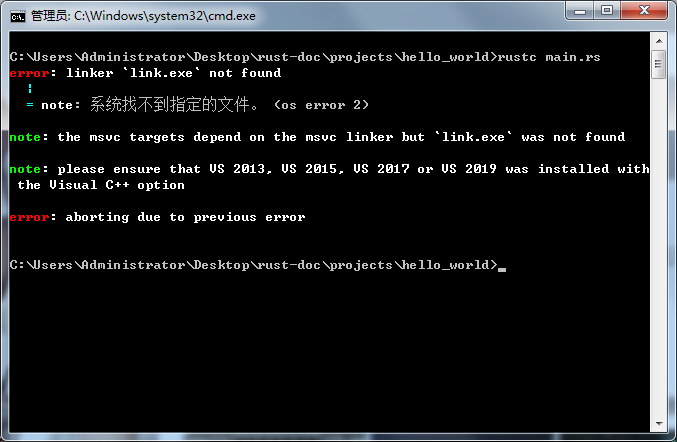 管理员: C:\Windows\system32\cmd.exe
C:\Users\Administrator\Desktop\rust-doc\projects\hello_world>rustc main.rs
error: linker `link.exe` not found
  |
  = note: 系统找不到指定的文件。 (os error 2)
note: the msvc targets depend on the msvc linker but `link.exe` was not found
note: please ensure that VS 2013, VS 2015, VS 2017 or VS 2019 was installed with
 the Visual C++ option
error: aborting due to previous error
C:\Users\Administrator\Desktop\rust-doc\projects\hello_world>